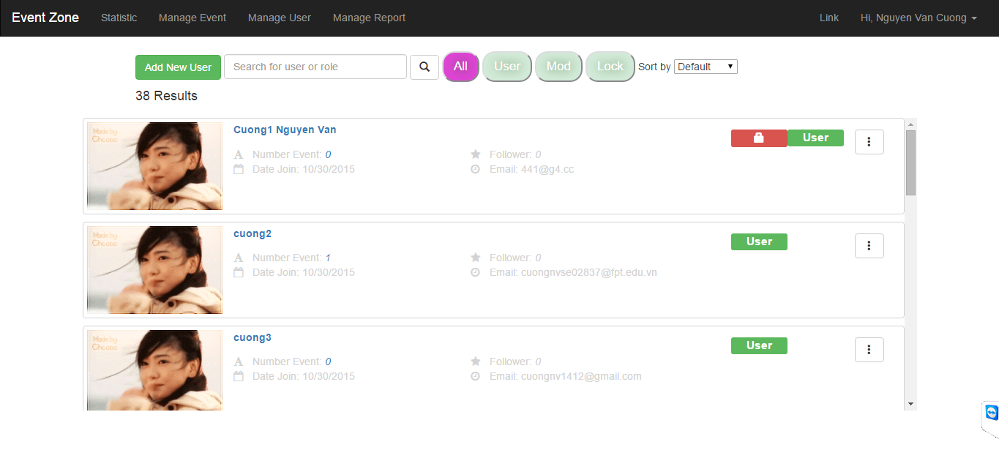 Event Zone Statistic Manage Event Manage User Manage Report Link Hi, Nguyen Van Cuong
Add New User Search for user or role All User Mod Lock Sort by Default
38 Results
Made by
Chcobo
Cuong1 Nguyen Van
User
Number Event: 0 Follower: 0
Date Join: 10/30/2015 Email: 441@g4.cc
Made by
Chcobo
cuong2
User
Number Event: 1 Follower: 0
Date Join: 10/30/2015 Email: cuongnvse02837@fpt.edu.vn
Made by
Chcobo
cuong3
User
Number Event: 0 Follower: 0
Date Join: 10/30/2015 Email: cuongnv1412@gmail.com